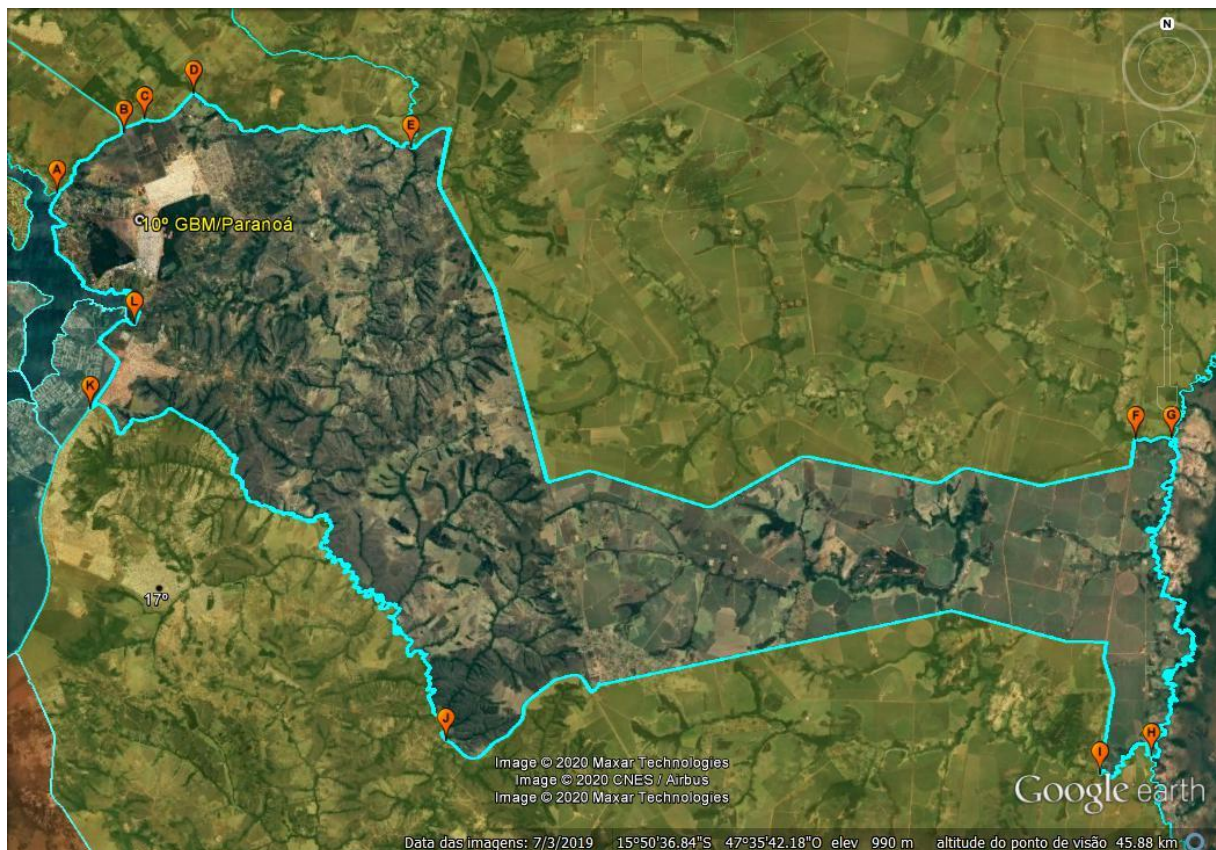 N
D
C
B
E
A
10º GBM/Paranoá
L
K
F
G
17º
J
H
I
Image © 2020 Maxar Technologies
Image © 2020 CNES / Airbus
Image © 2020 Maxar Technologies
Google earth
Data das imagens: 7/3/2019 15°50'36.84"S 47°35'42.18"O elev 990 m altitude do ponto de visão 45.88 km